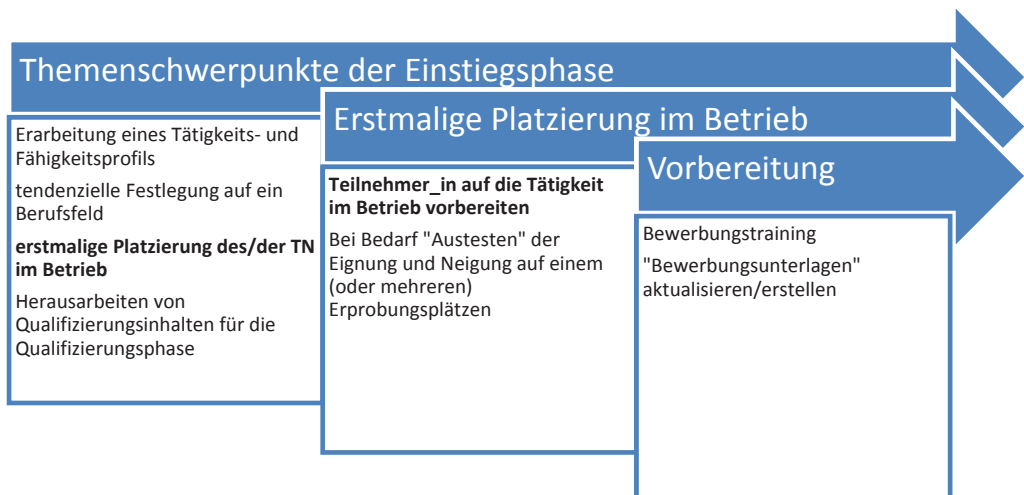 Themenschwerpunkte der Einstiegsphase
Erarbeitung eines Tätigkeits- und
Fähigkeitsprofils
tendenzielle Festlegung auf ein
Berufsfeld
erstmalige Platzierung des/der TN
im Betrieb
Herausarbeiten von
Qualifizierungsinhalten für die
Qualifizierungsphase
Erstmalige Platzierung im Betrieb
Teilnehmer_in auf die Tätigkeit
im Betrieb vorbereiten
Bei Bedarf "Austesten" der
Eignung und Neigung auf einem
(oder mehreren)
Erprobungsplätzen
Vorbereitung
Bewerbungstraining
"Bewerbungsunterlagen"
aktualisieren/erstellen